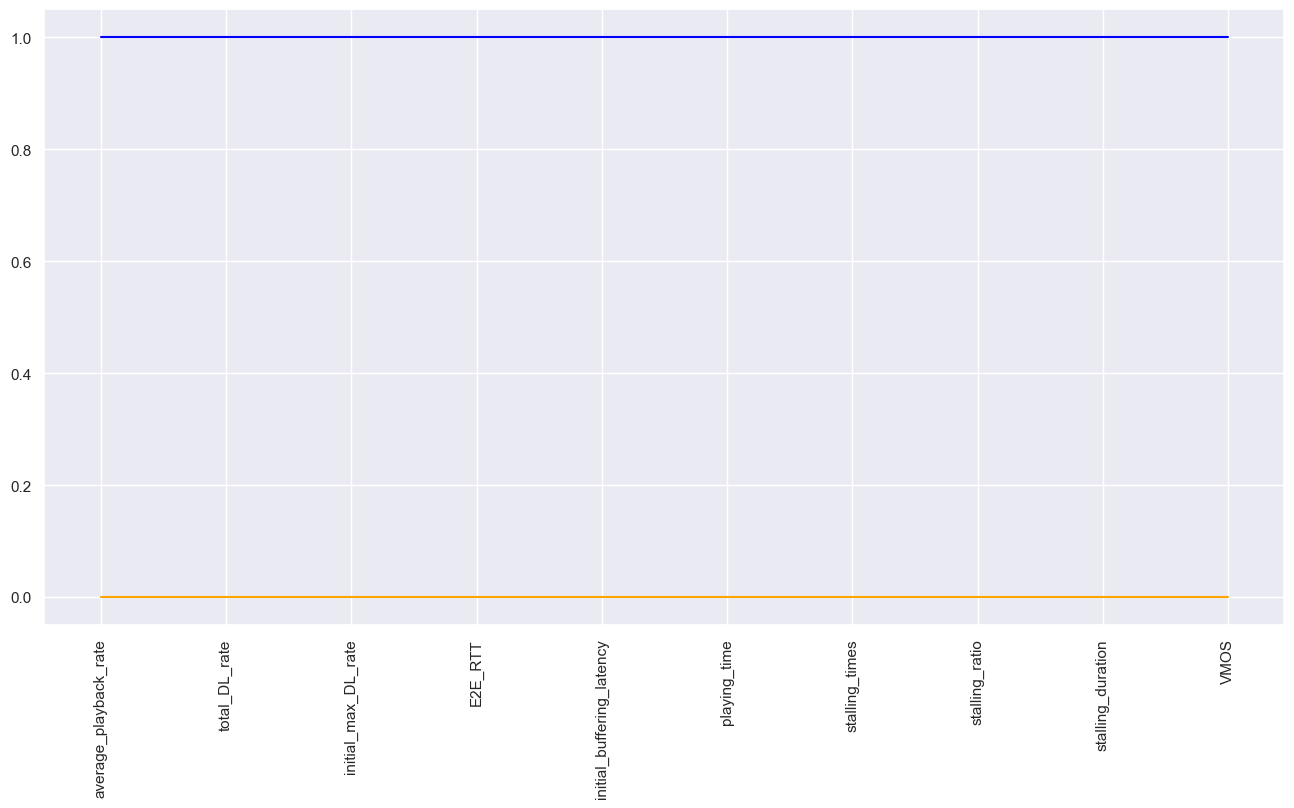 1.0
0.8
0.6
0.4
0.2
0.0
average_playback_rate
total_DL_rate
initial_max_DL_rate
E2E_RTT
initial_buffering_latency
playing_time
stalling_times
stalling_ratio
stalling_duration
VMOS